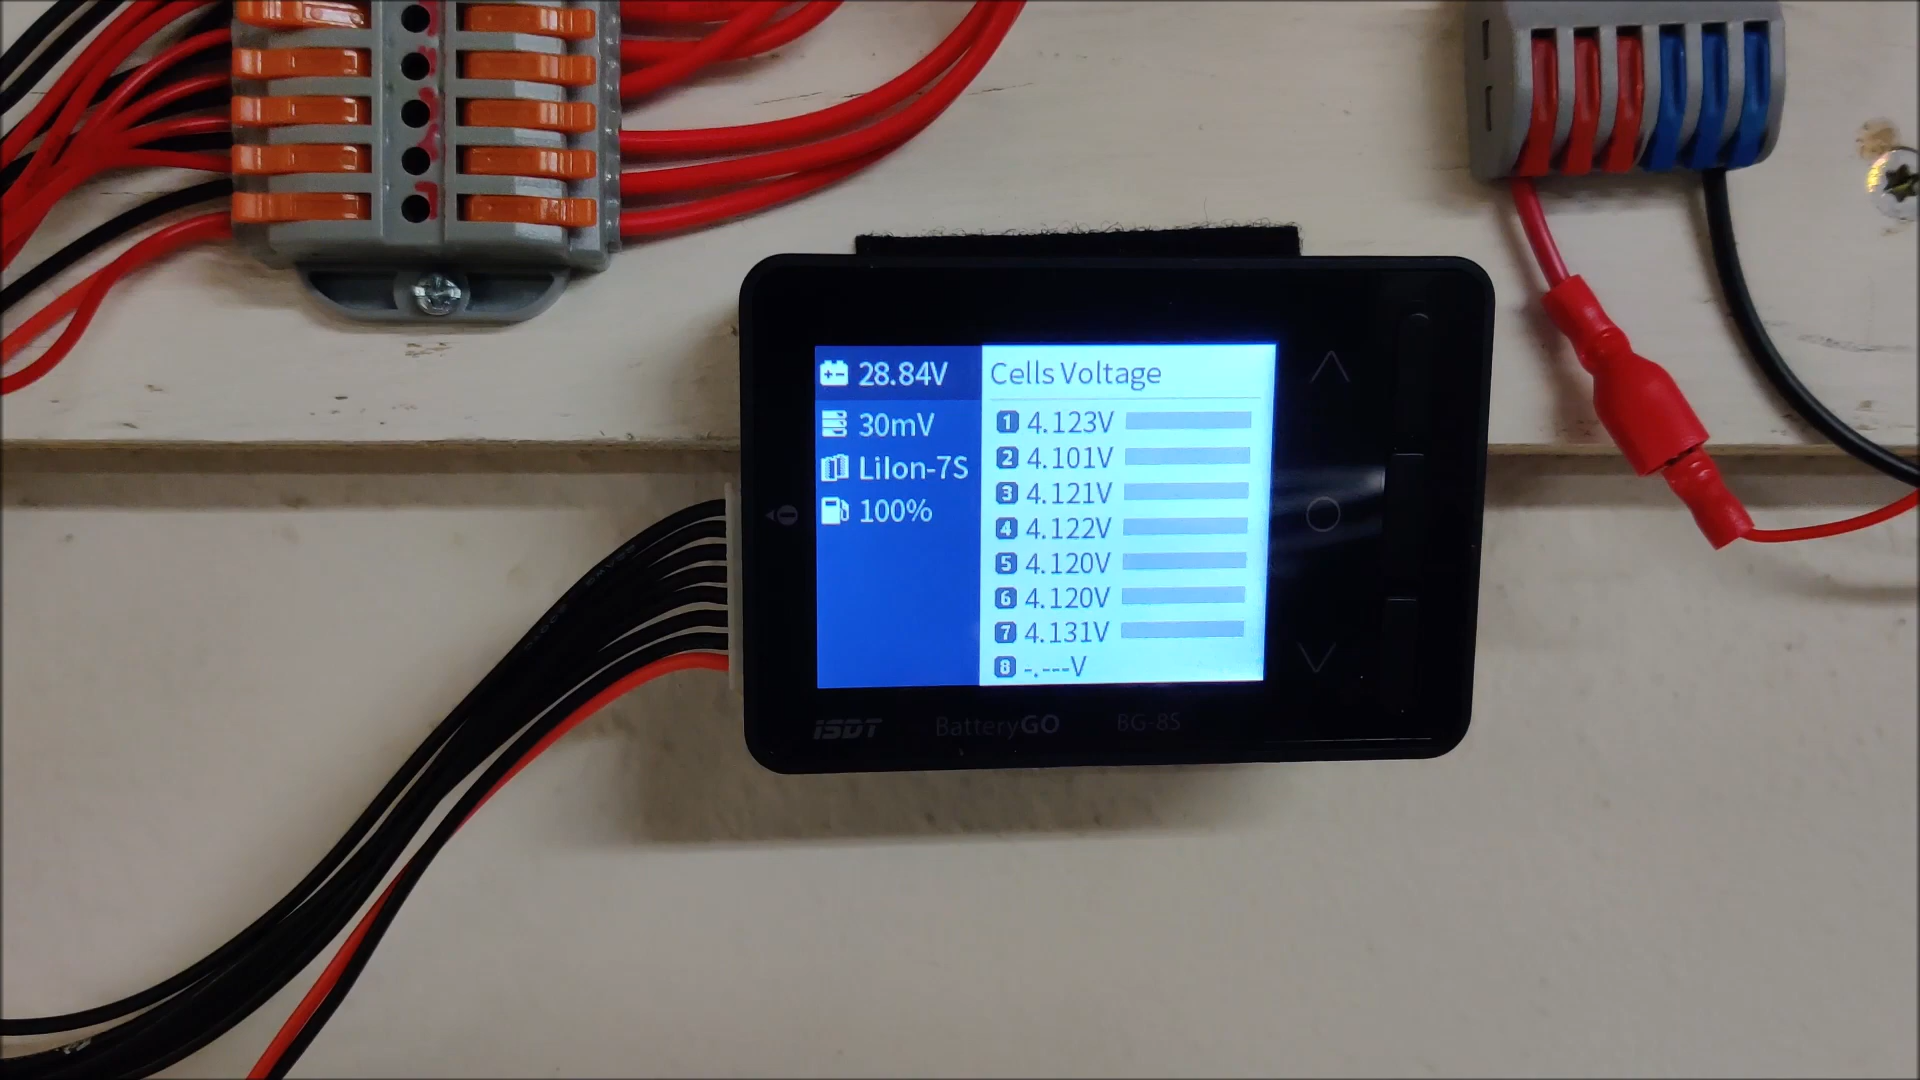 28.84V
30mV
LiIon-7S
100%
Cells Voltage
1 4.123V
2 4.101V
3 4.121V
4 4.122V
5 4.120V
6 4.120V
7 4.131V
8 -.---V
ISDT BatteryGO BG-8S